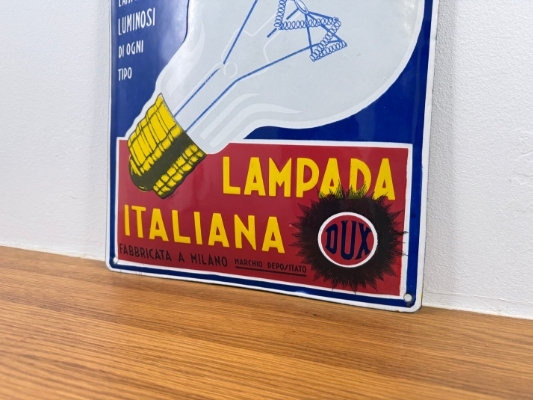 LUMINOSI
DI OGNI
TIPO
LAMPADA
ITALIANA
DUX
FABBRICATA A MILANO MARCHIO DEPOSITATO